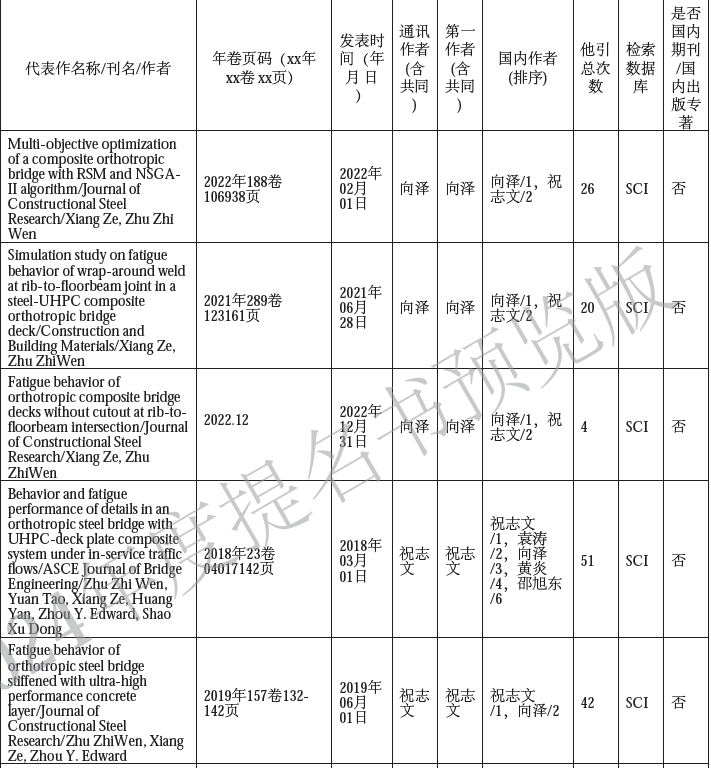 代表作名称/刊名/作者
年卷页码（xx年
xx卷 xx页）
发表时
间（年
月 日
）
通讯
作者
(含
共同
)
第一
作者
(含
共同
)
国内作者
(排序)
他引
总次
数
检索
数据
库
是否
国内
期刊
/国
内出
版专
著
Multi-objective optimization
of a composite orthotropic
bridge with RSM and NSGA-
II algorithm/Journal of
Constructional Steel
Research/Xiang Ze, Zhu Zhi
Wen
2022年188卷
106938页
2022年
02月
01日
向泽
向泽
向泽/1，祝
志文/2
26
SCI
否
Simulation study on fatigue
behavior of wrap-around weld
at rib-to-floorbeam joint in a
steel-UHPC composite
orthotropic bridge
deck/Construction and
Building Materials/Xiang Ze,
Zhu ZhiWen
2021年289卷
123161页
2021年
06月
28日
向泽
向泽
向泽/1，祝
志文/2
20
SCI
否
Fatigue behavior of
orthotropic composite bridge
decks without cutout at rib-to-
floorbeam intersection/Journal
of Constructional Steel
Research/Xiang Ze, Zhu
ZhiWen
2022.12
2022年
12月
31日
向泽
向泽
向泽/1，祝
志文/2
4
SCI
否
Behavior and fatigue
performance of details in an
orthotropic steel bridge with
UHPC-deck plate composite
system under in-service traffic
flows/ASCE Journal of Bridge
Engineering/Zhu Zhi Wen,
Yuan Tao, Xiang Ze, Huang
Yan, Zhou Y. Edward, Shao
Xu Dong
2018年23卷
04017142页
2018年
03月
01日
祝志
文
祝志
文
祝志文
/1，袁涛
/2，向泽
/3，黄炎
/4，邵旭东
/6
51
SCI
否
Fatigue behavior of
orthotropic steel bridge
stiffened with ultra-high
performance concrete
layer/Journal of
Constructional Steel
Research/Zhu ZhiWen, Xiang
Ze, Zhou Y. Edward
2019年157卷132-
142页
2019年
06月
01日
祝志
文
祝志
文
祝志文
/1，向泽/2
42
SCI
否
024年度提名书预览版